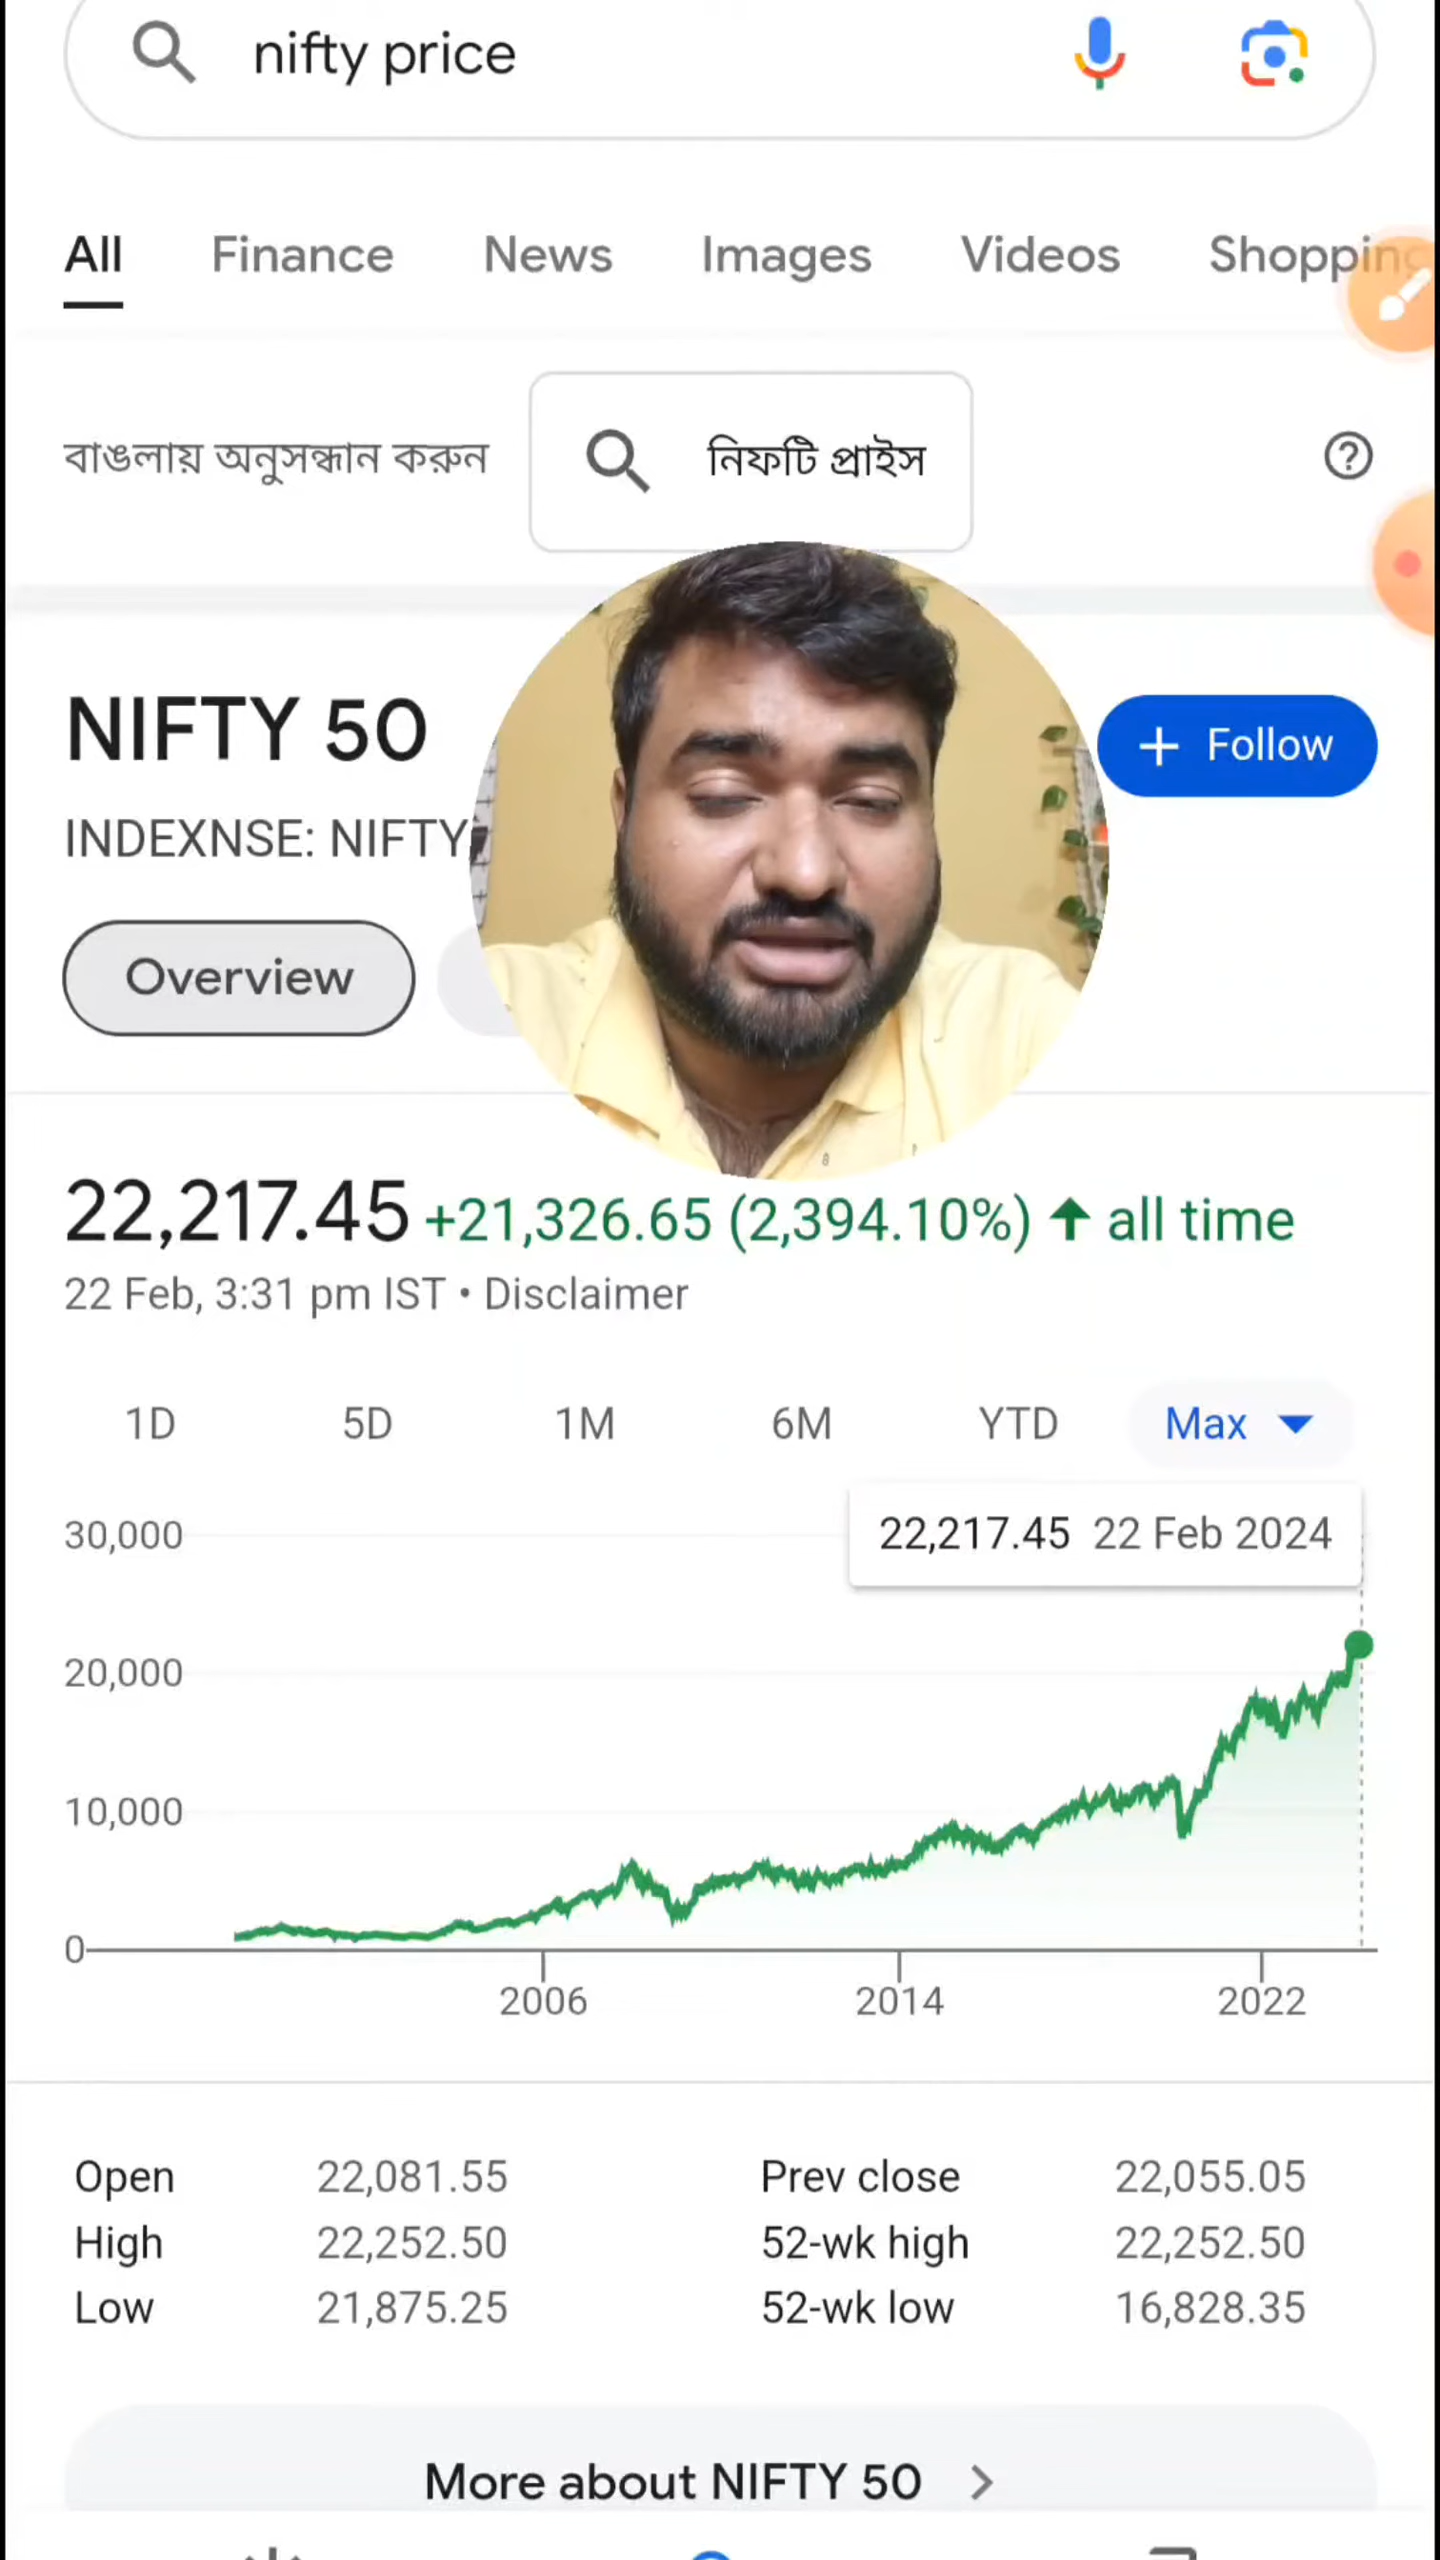 nifty price
All Finance News Images Videos Shopping
বাঙলায় অনুসন্ধান করুন নিফটি প্রাইস
NIFTY 50
+ Follow
INDEXNSE: NIFTY
Overview
22,217.45 +21,326.65 (2,394.10%) ↑ all time
22 Feb, 3:31 pm IST • Disclaimer
1D 5D 1M 6M YTD Max
22,217.45 22 Feb 2024
30,000
20,000
10,000
0
2006 2014 2022
Open 22,081.55 Prev close 22,055.05
High 22,252.50 52-wk high 22,252.50
Low 21,875.25 52-wk low 16,828.35
More about NIFTY 50 >